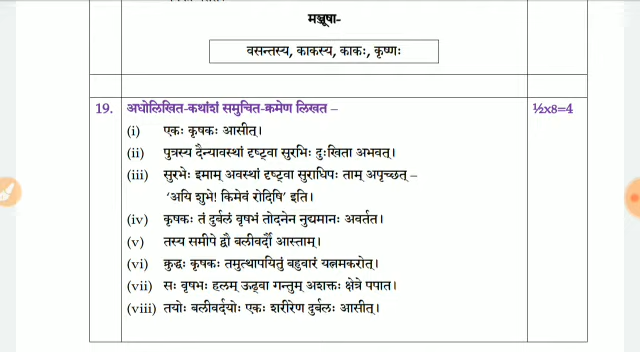 मञ्जूषा-
वसन्तस्य, काकस्य, काकः, कृष्णः
19. अधोलिखित-कथांशं समुचित-क्रमेण लिखत – ½x8=4
(i) एकः कृषकः आसीत्।
(ii) पुत्रस्य दैन्यावस्थां दृष्ट्वा सुरभिः दुःखिता अभवत्।
(iii) सुरभेः इमाम् अवस्थां दृष्ट्वा सुराधिपः ताम् अपृच्छत् –
'अयि शुभे! किमेवं रोदिषि' इति।
(iv) कृषकः तं दुर्बलं वृषभं तोदनेन नुद्यमानः अवर्तत।
(v) तस्य समीपे द्वौ बलीवर्दौ आस्ताम्।
(vi) क्रुद्धः कृषकः तमुत्थापयितुं बहुवारं यत्नमकरोत्।
(vii) सः वृषभः हलम् ऊढ्वा गन्तुम् अशक्तः क्षेत्रे पपात।
(viii) तयोः बलीवर्दयोः एकः शरीरेण दुर्बलः आसीत्।